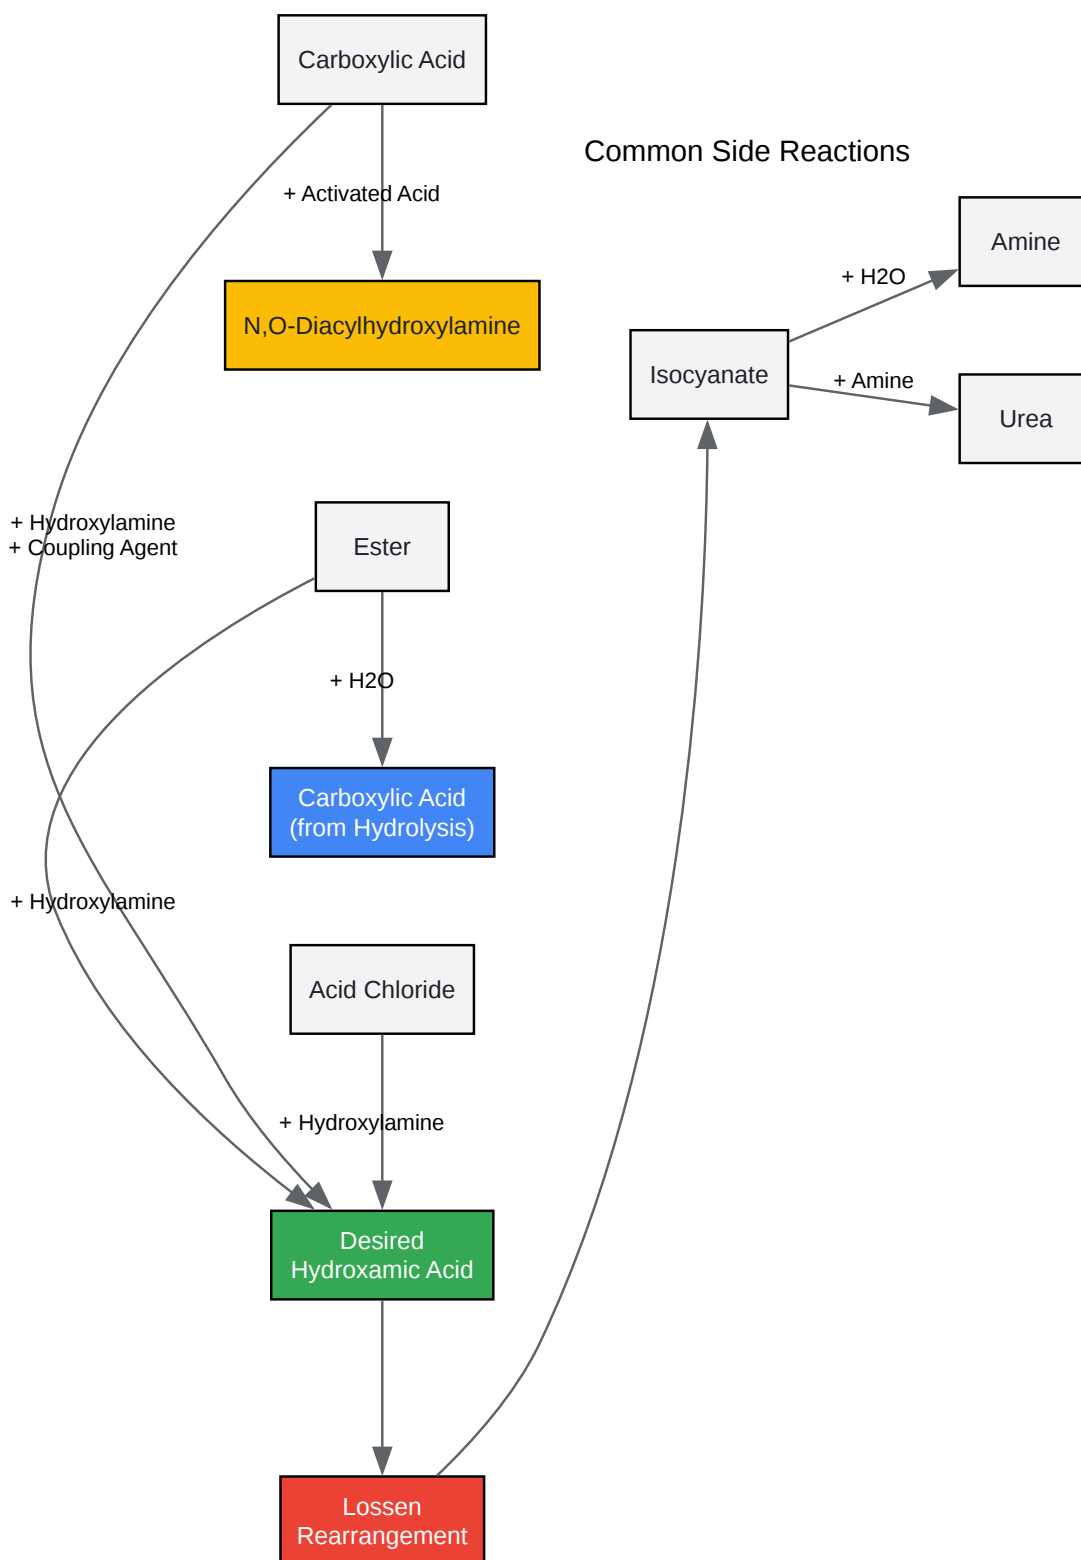 Carboxylic Acid
Common Side Reactions
+ Activated Acid
Amine
+ H2O
N,O-Diacylhydroxylamine
Isocyanate
+ Amine
Urea
+ Hydroxylamine
+ Coupling Agent
Ester
+ H2O
Carboxylic Acid
(from Hydrolysis)
+ Hydroxylamine
Acid Chloride
+ Hydroxylamine
Desired
Hydroxamic Acid
Lossen
Rearrangement